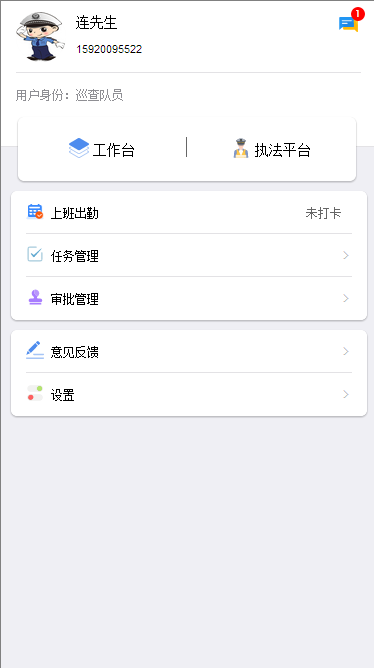 连先生
1
15920095522
用户身份：巡查队员
工作台
执法平台
上班出勤 未打卡
任务管理
审批管理
意见反馈
设置